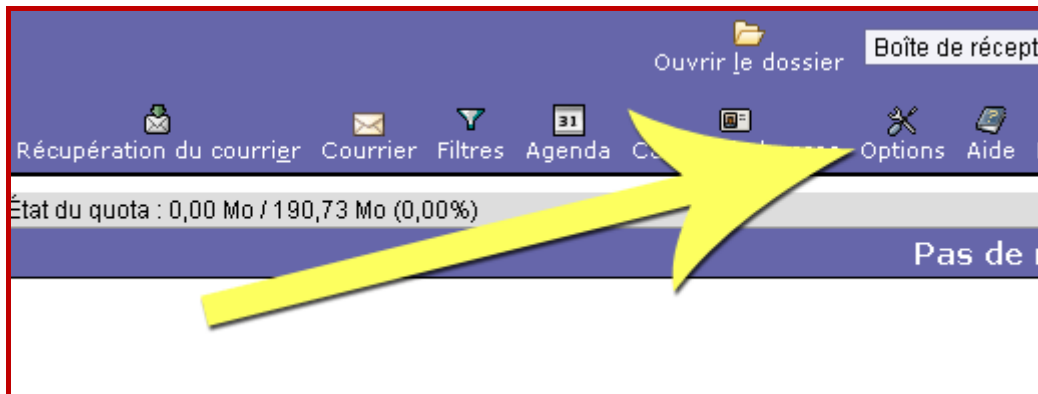 Ouvrir le dossier
Boîte de récept
Récupération du courrier Courrier Filtres Agenda Options Aide
État du quota : 0,00 Mo / 190,73 Mo (0,00%)
Pas de
31